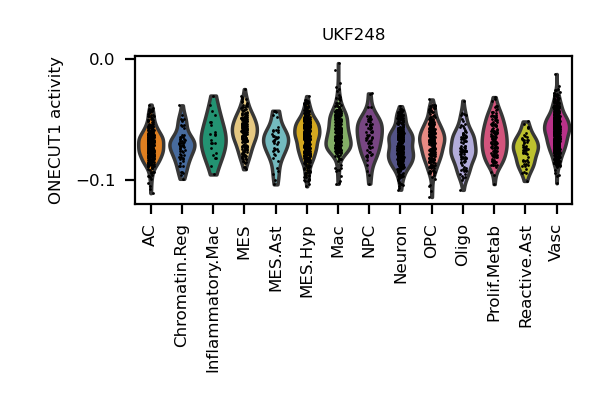 UKF248
ONECUT1 activity
0.0
−0.1
AC
Chromatin.Reg
Inflammatory.Mac
MES
MES.Ast
MES.Hyp
Mac
NPC
Neuron
OPC
Oligo
Prolif.Metab
Reactive.Ast
Vasc